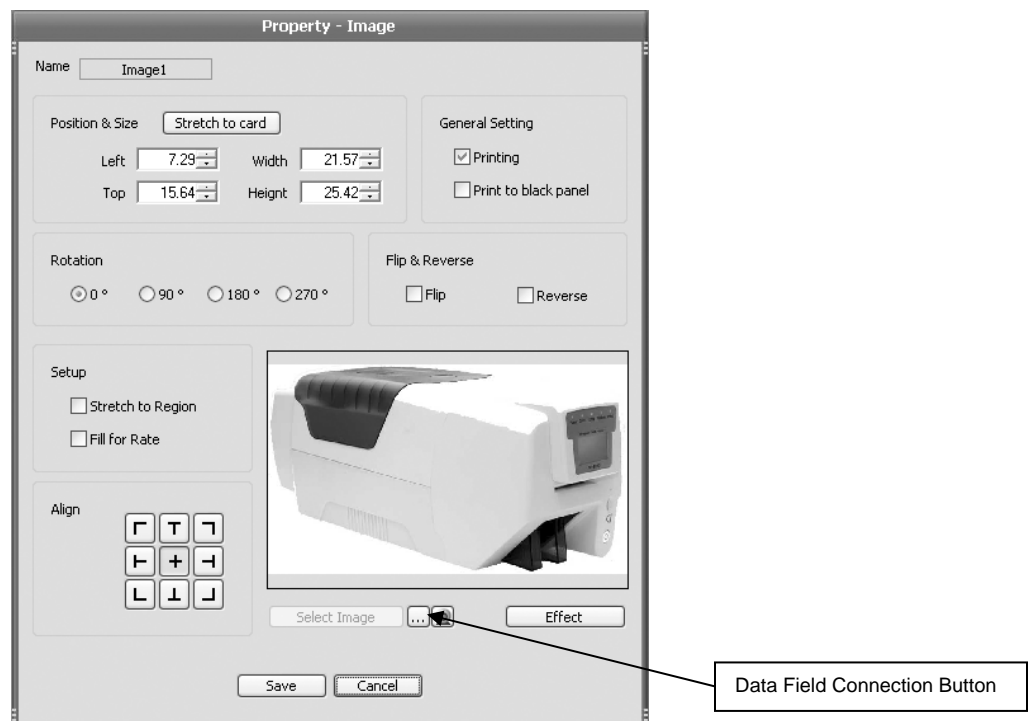 Property - Image
Name Image1
Position & Size Stretch to card
Left 7.29 Width 21.57
Top 15.64 Heignt 25.42
General Setting
Printing
Print to black panel
Rotation
0 ° 90 ° 180 ° 270 °
Flip & Reverse
Flip Reverse
Setup
Stretch to Region
Fill for Rate
Align
Select Image ... Effect
Save Cancel
Data Field Connection Button